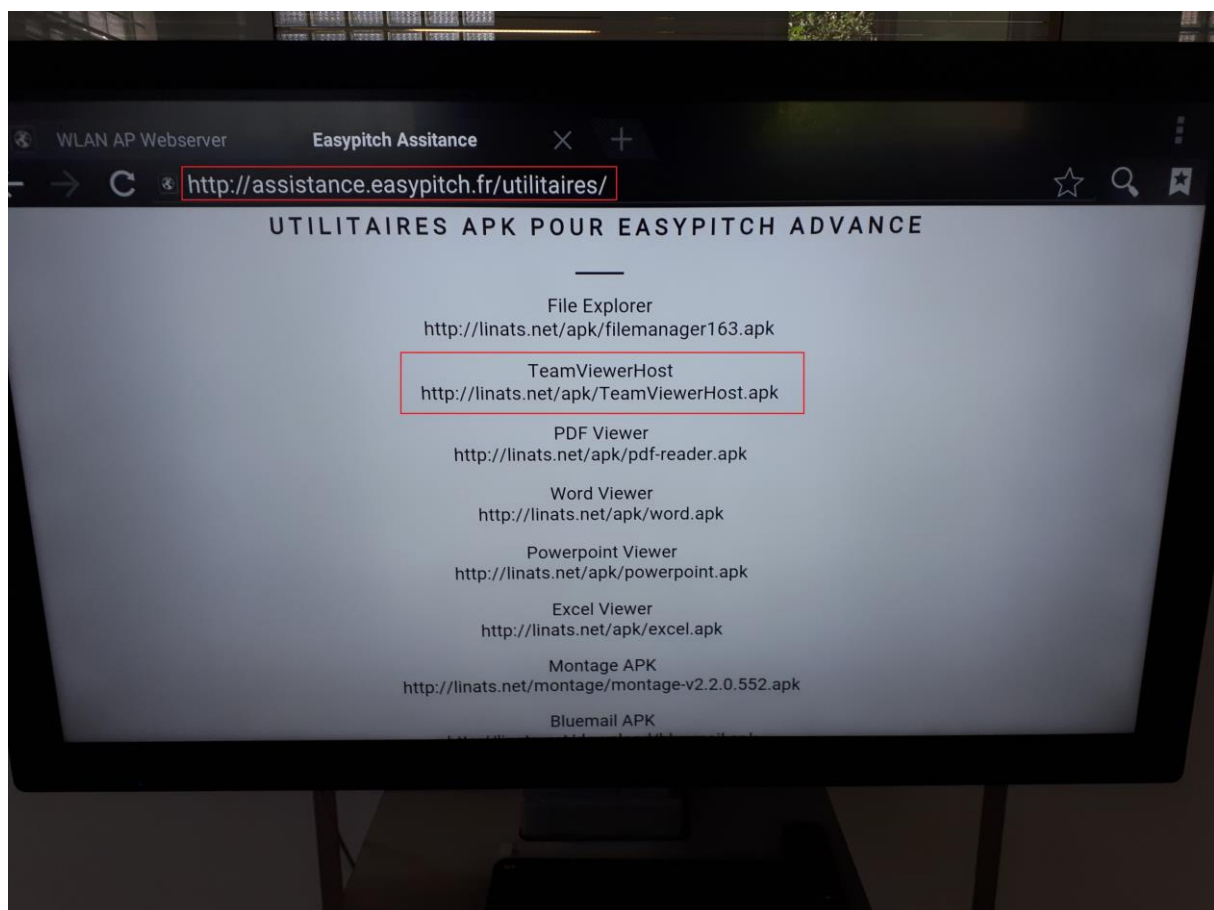 WLAN AP Webserver
Easypitch Assitance
http://assistance.easypitch.fr/utilitaires/
UTILITAIRES APK POUR EASYPITCH ADVANCE
File Explorer
http://linats.net/apk/filemanager163.apk
TeamViewerHost
http://linats.net/apk/TeamViewerHost.apk
PDF Viewer
http://linats.net/apk/pdf-reader.apk
Word Viewer
http://linats.net/apk/word.apk
Powerpoint Viewer
http://linats.net/apk/powerpoint.apk
Excel Viewer
http://linats.net/apk/excel.apk
Montage APK
http://linats.net/montage/montage-v2.2.0.552.apk
Bluemail APK